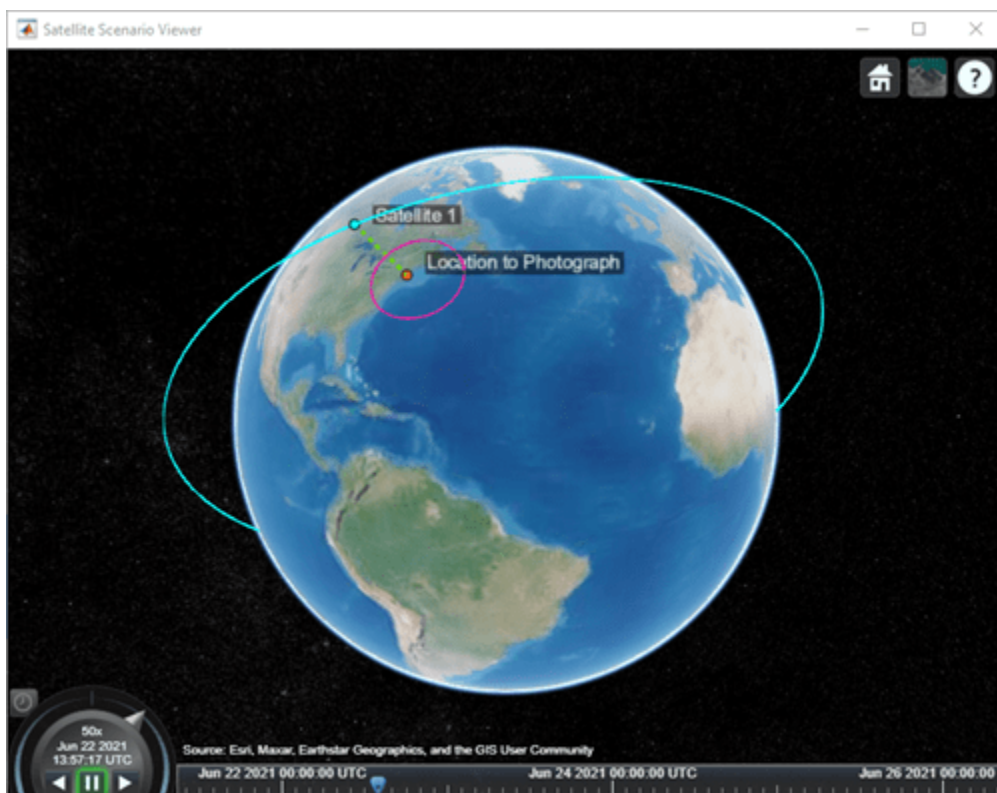 Satellite Scenario Viewer
?
Satellite 1
Location to Photograph
50x
Jun 22 2021
13:57:17 UTC
Source: Esri, Maxar, Earthstar Geographics, and the GIS User Community
Jun 22 2021 00:00:00 UTC Jun 24 2021 00:00:00 UTC Jun 26 2021 00:00:00